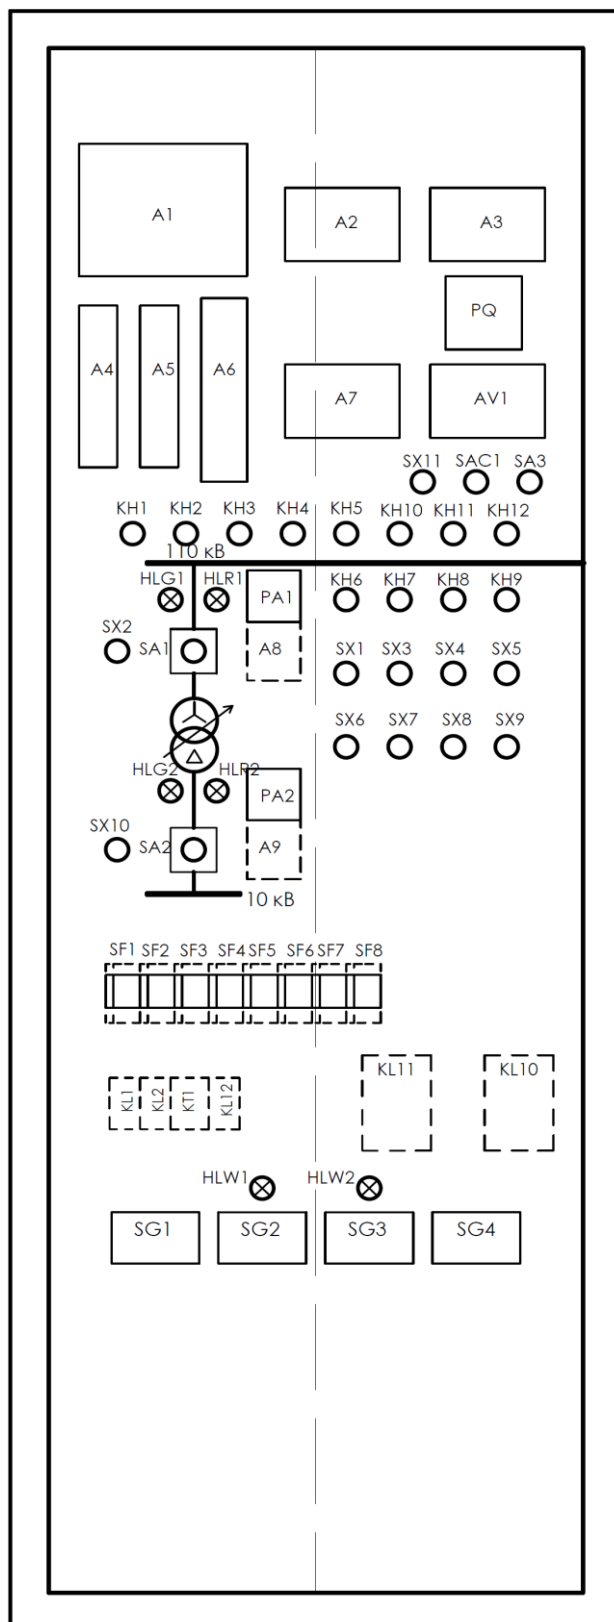 A1 A2 A3
PQ
A4 A5 A6 A7 AV1
SX11 SAC1 SA3
KH1 KH2 KH3 KH4 KH5 KH10 KH11 KH12
110 кВ
HLG1 HLR1 PA1 KH6 KH7 KH8 KH9
SX2 SA1 A8 SX1 SX3 SX4 SX5
SX6 SX7 SX8 SX9
HLG2 HLR2 PA2
SX10 SA2 A9
10 кВ
SF1 SF2 SF3 SF4 SF5 SF6 SF7 SF8
KL1 KL2 KT1 KL12 KL11 KL10
HLW1 HLW2
SG1 SG2 SG3 SG4